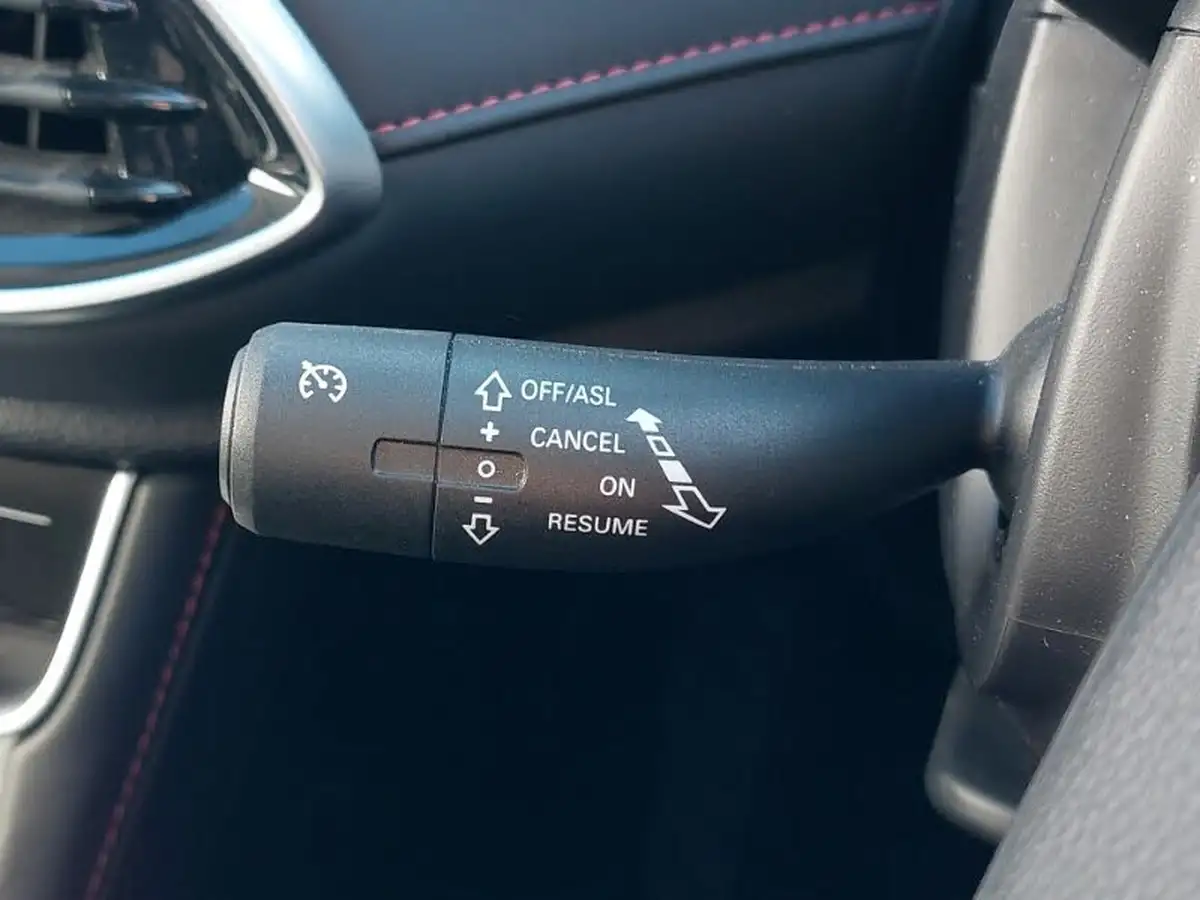 OFF/ASL
+ CANCEL
O ON
− RESUME